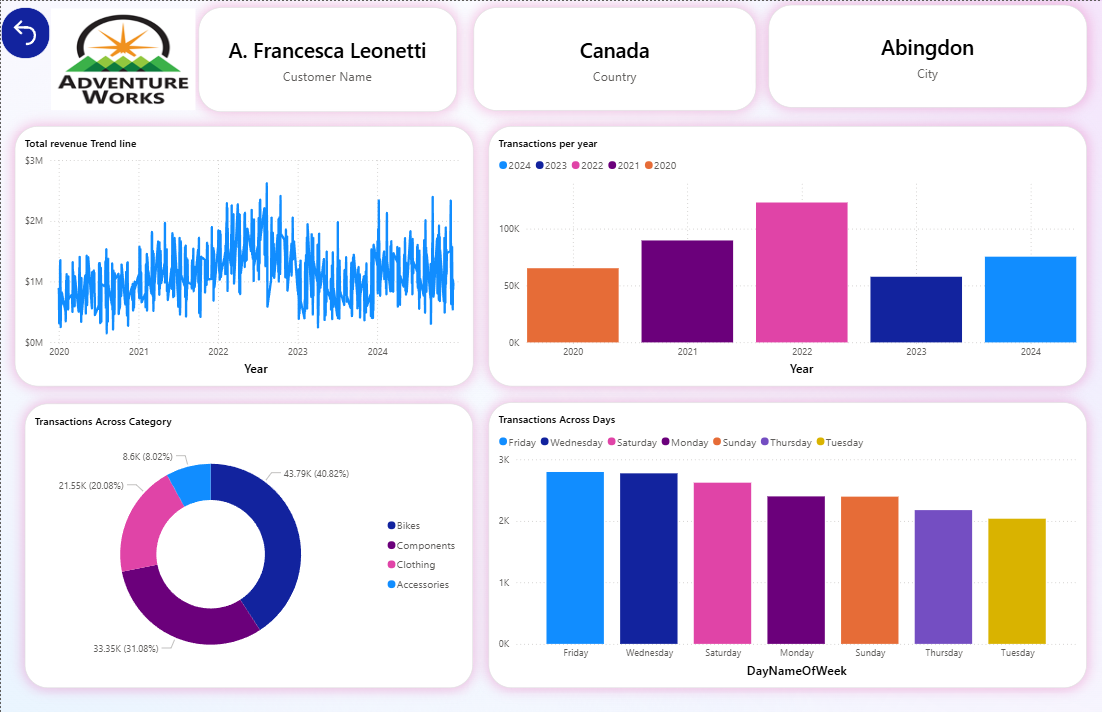 ADVENTURE
WORKS
A. Francesca Leonetti
Customer Name
Canada
Country
Abingdon
City
Total revenue Trend line
$3M
$2M
$1M
$0M
2020 2021 2022 2023 2024
Year
Transactions per year
2024 2023 2022 2021 2020
100K
50K
0K
2020 2021 2022 2023 2024
Year
Transactions Across Category
8.6K (8.02%)
43.79K (40.82%)
21.55K (20.08%)
33.35K (31.08%)
Bikes
Components
Clothing
Accessories
Transactions Across Days
Friday Wednesday Saturday Monday Sunday Thursday Tuesday
3K
2K
1K
0K
Friday Wednesday Saturday Monday Sunday Thursday Tuesday
DayNameOfWeek